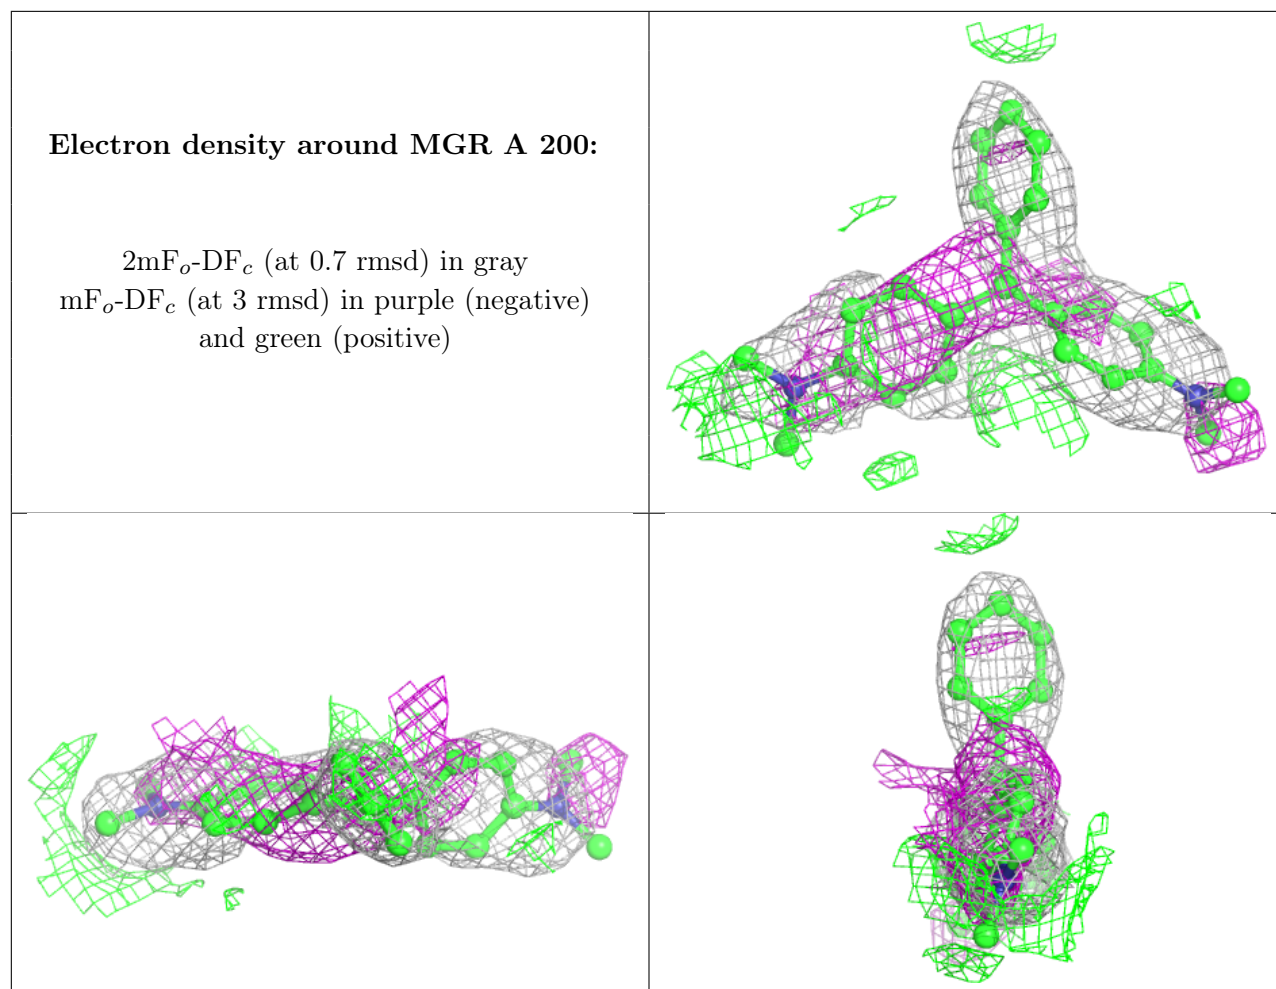 Electron density around MGR A 200:
2mFo-DFc (at 0.7 rmsd) in gray
mFo-DFc (at 3 rmsd) in purple (negative)
and green (positive)